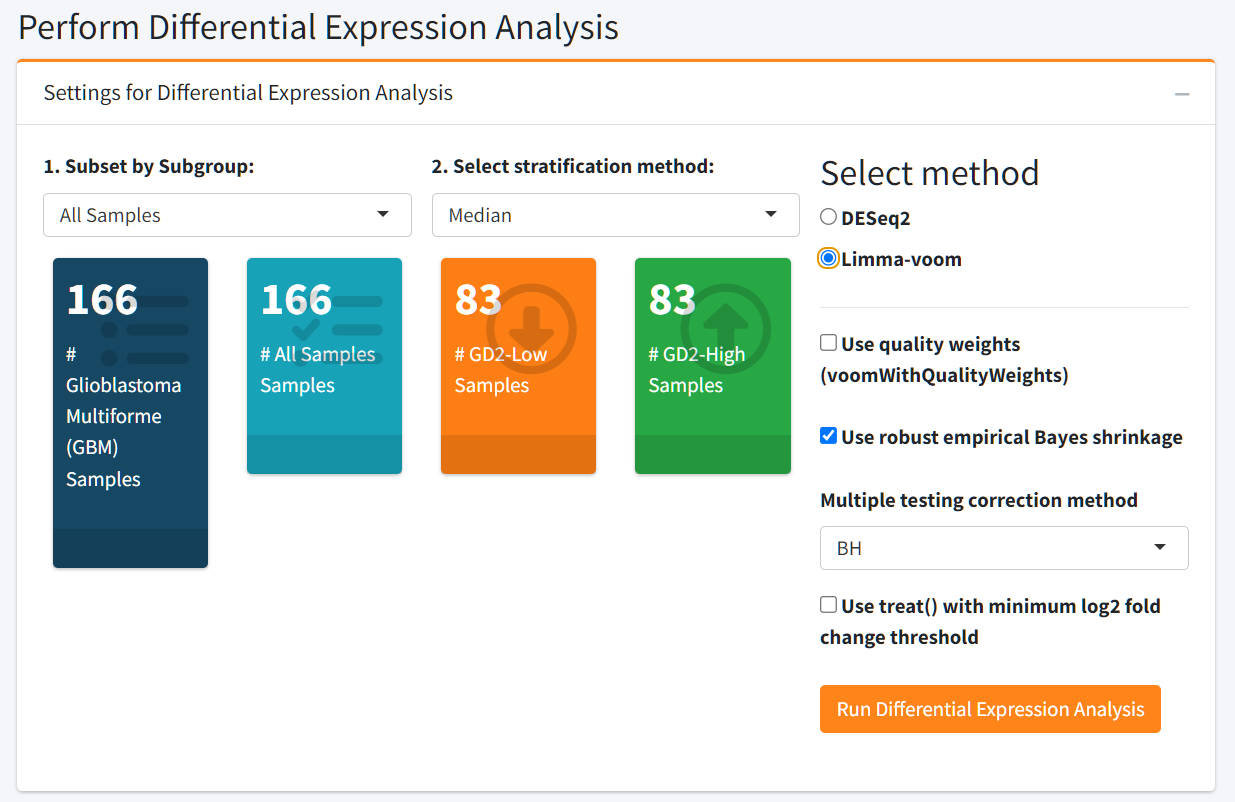 Perform Differential Expression Analysis
Settings for Differential Expression Analysis
1. Subset by Subgroup:
All Samples
2. Select stratification method:
Median
166
#
Glioblastoma
Multiforme
(GBM)
Samples
166
# All Samples
Samples
83
# GD2-Low
Samples
83
# GD2-High
Samples
Select method
DESeq2
Limma-voom
Use quality weights
(voomWithQualityWeights)
Use robust empirical Bayes shrinkage
Multiple testing correction method
BH
Use treat() with minimum log2 fold
change threshold
Run Differential Expression Analysis